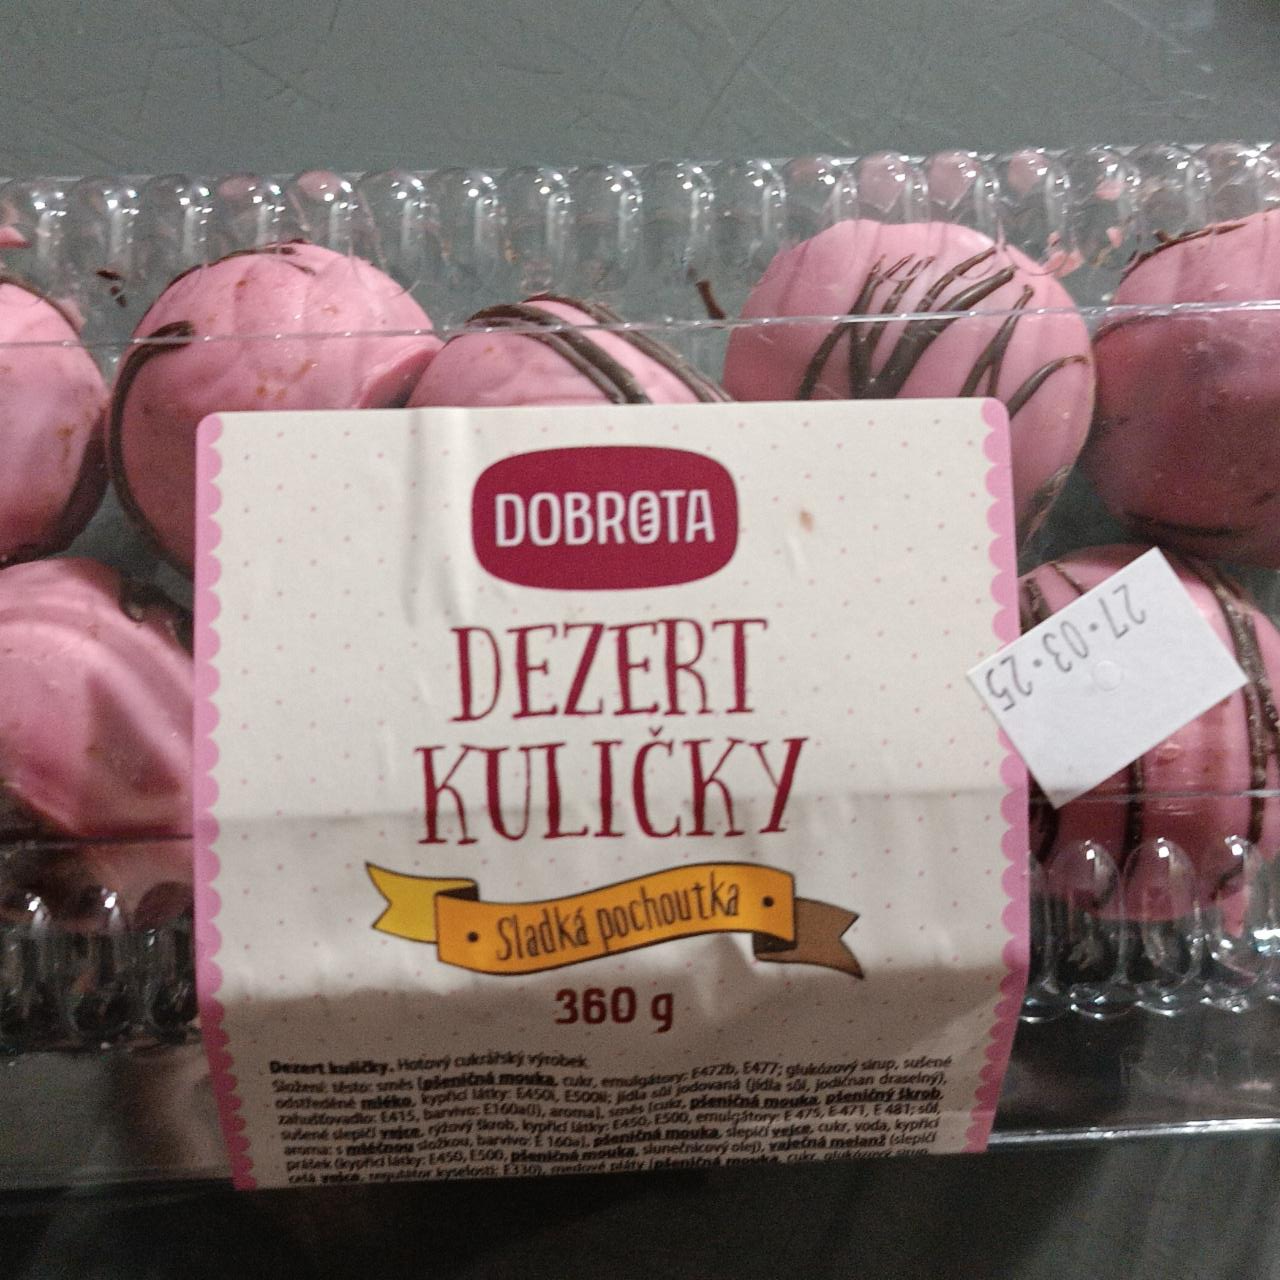 DOBROTA
DEZERT
KULIČKY
• Sladká pochoutka •
360 g
27.03.25
Dezert kuličky. Hotový cukrářský výrobek.
Složení: těsto: směs [pšeničná mouka, cukr, emulgátory: E472b, E477; glukózový sirup, sušené
odstředěné mléko, kypřicí látky: E450i, E500ii; jídla sůl jodovaná (jídla sůl, jodičnan draselný),
zahušťovadlo: E415, barvivo: E160a(i), aroma], směs [cukr, pšeničná mouka, pšeničný škrob,
sušené slepičí vejce, rýžový škrob, kypřicí látky: E450, E500, emulgátory: E 475, E-471, E 481; sůl,
aroma: s mléčnou složkou, barvivo: E 160a], pšeničná mouka, slepičí vejce, cukr, voda, kypřicí
prášek (kypřicí látky: E450, E500, pšeničná mouka, slunečnicový olej), vaječná melanž (slepičí
celá vejce, regulátor kyselosti: E330), medové pláty [pšeničná mouka, cukr, glukózový sirup